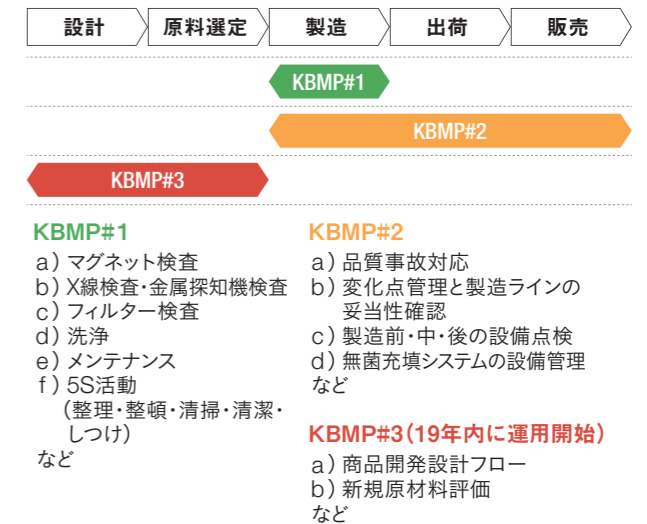 設計 原料選定 製造 出荷 販売
KBMP#1
KBMP#2
KBMP#3
KBMP#1
a）マグネット検査
b）X線検査・金属探知機検査
c）フィルター検査
d）洗浄
e）メンテナンス
f）5S活動
（整理・整頓・清掃・清潔・
しつけ）
など
KBMP#2
a）品質事故対応
b）変化点管理と製造ラインの
妥当性確認
c）製造前・中・後の設備点検
d）無菌充填システムの設備管理
など
KBMP#3（19年内に運用開始）
a）商品開発設計フロー
b）新規原材料評価
など